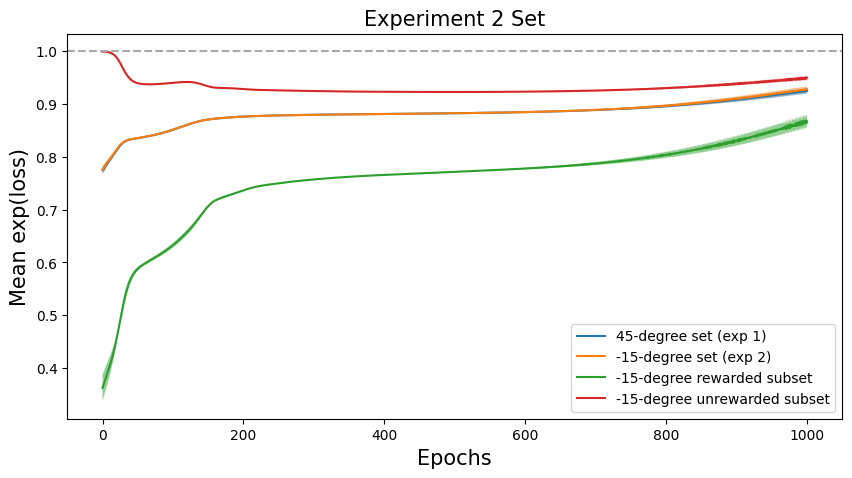 Experiment 2 Set
Mean exp(loss)
1.0
0.9
0.8
0.7
0.6
0.5
0.4
45-degree set (exp 1)
-15-degree set (exp 2)
-15-degree rewarded subset
-15-degree unrewarded subset
0 200 400 600 800 1000
Epochs